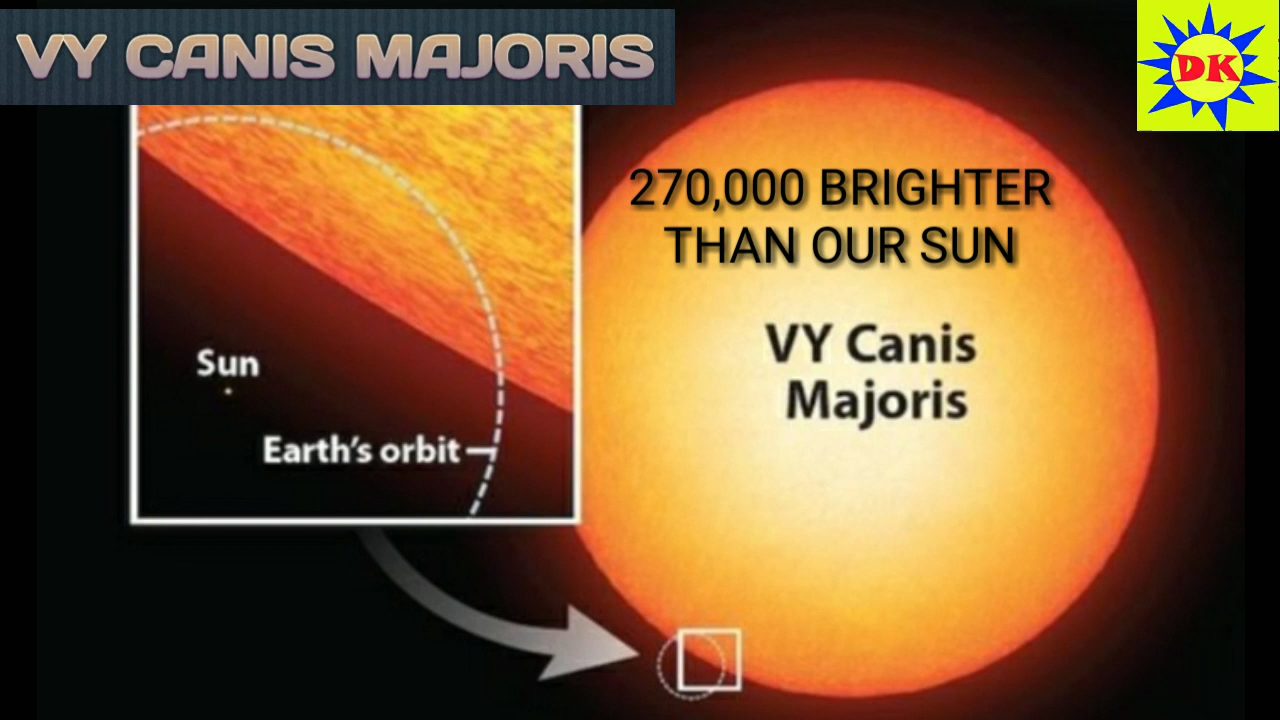 VY CANIS MAJORIS
DK
270,000 BRIGHTER
THAN OUR SUN
VY Canis
Majoris
Sun
Earth's orbit